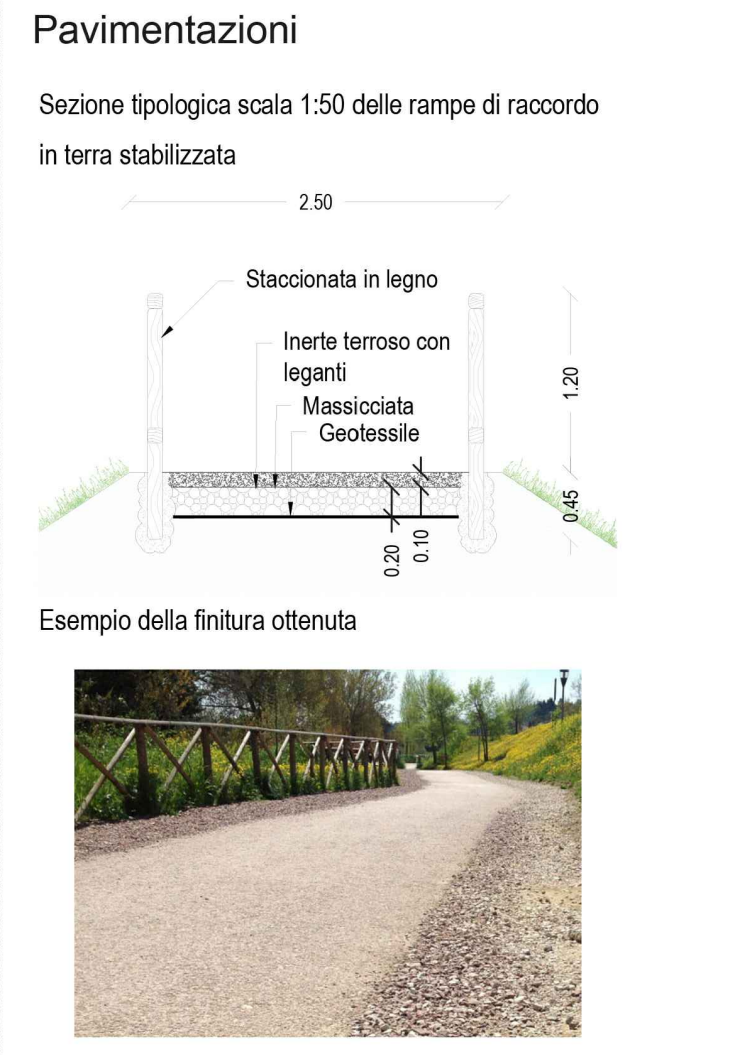 Pavimentazioni
Sezione tipologica scala 1:50 delle rampe di raccordo
in terra stabilizzata
2.50
Staccionata in legno
Inerte terroso con
leganti
Massicciata
Geotessile
1.20
0.45
0.20
0.10
Esempio della finitura ottenuta